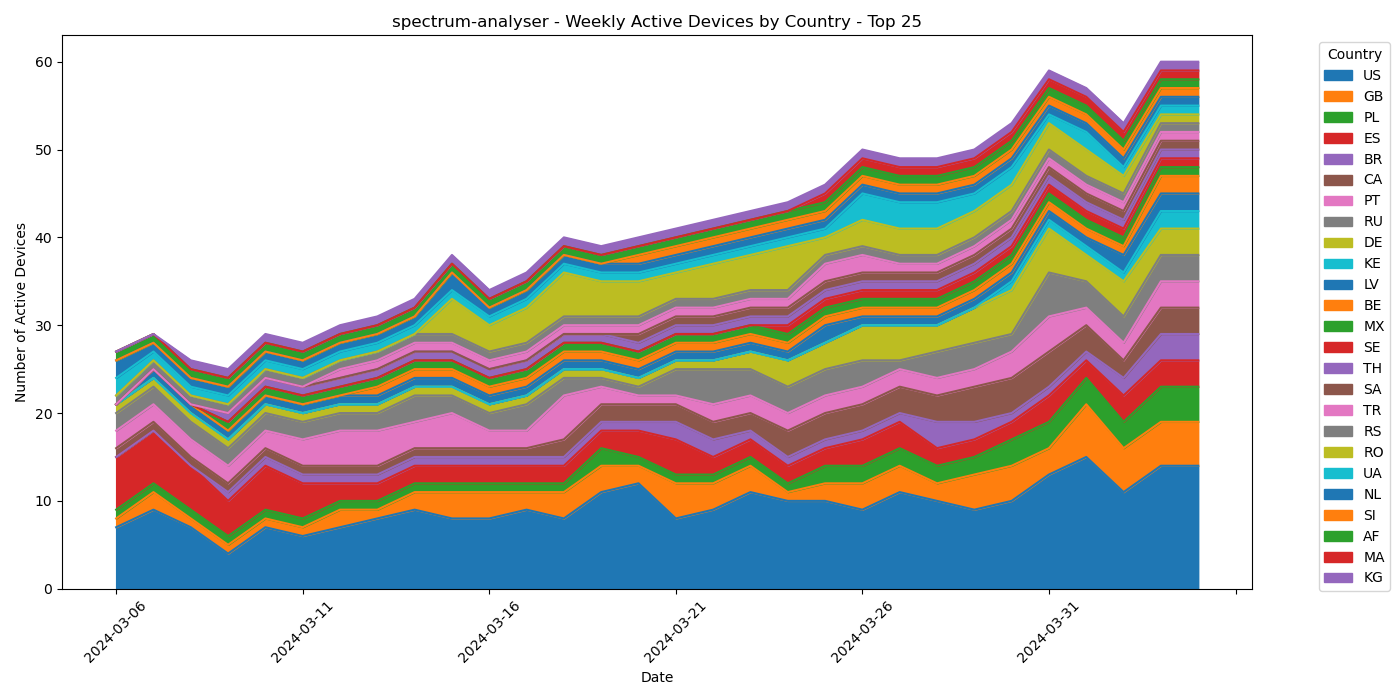 spectrum-analyser - Weekly Active Devices by Country - Top 25
Number of Active Devices
60
50
40
30
20
10
0
2024-03-06
2024-03-11
2024-03-16
2024-03-21
2024-03-26
2024-03-31
Date
Country
US
GB
PL
ES
BR
CA
PT
RU
DE
KE
LV
BE
MX
SE
TH
SA
TR
RS
RO
UA
NL
SI
AF
MA
KG